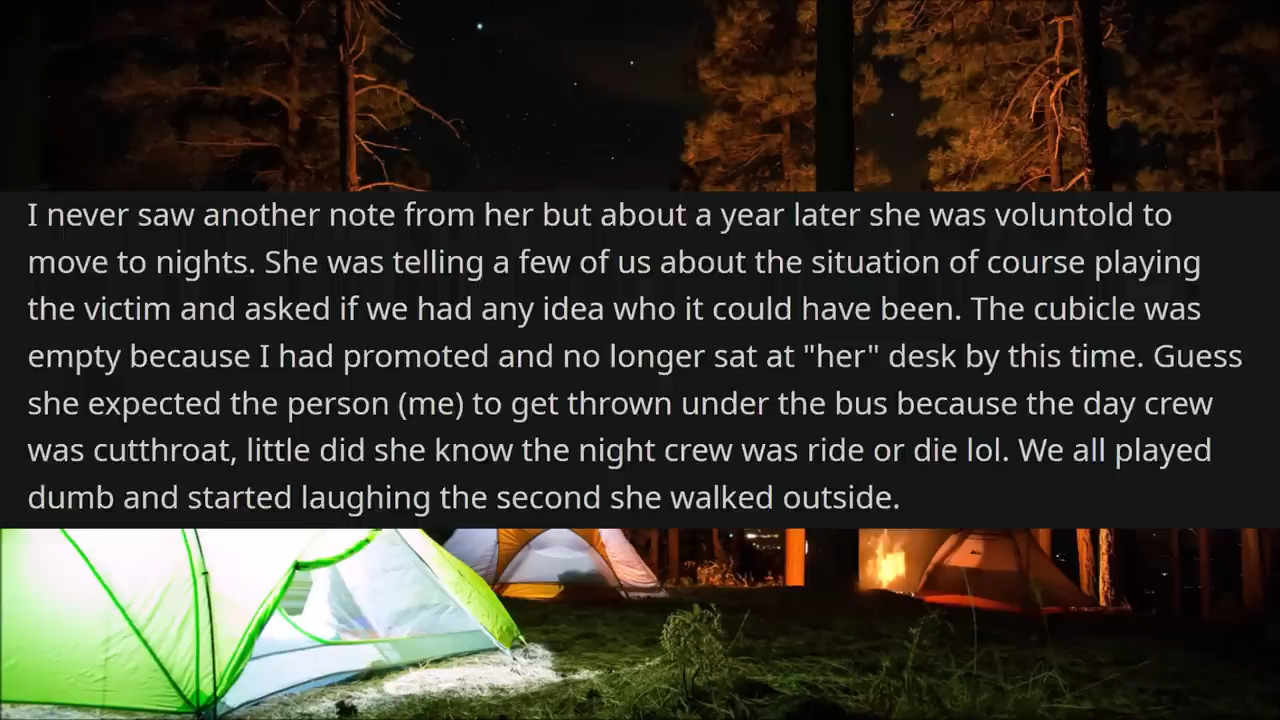 I never saw another note from her but about a year later she was voluntold to
move to nights. She was telling a few of us about the situation of course playing
the victim and asked if we had any idea who it could have been. The cubicle was
empty because I had promoted and no longer sat at "her" desk by this time. Guess
she expected the person (me) to get thrown under the bus because the day crew
was cutthroat, little did she know the night crew was ride or die lol. We all played
dumb and started laughing the second she walked outside.